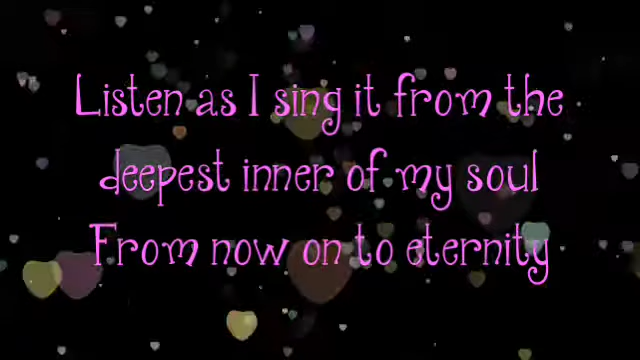 Listen as I sing it from the
deepest inner of my soul
From now on to eternity